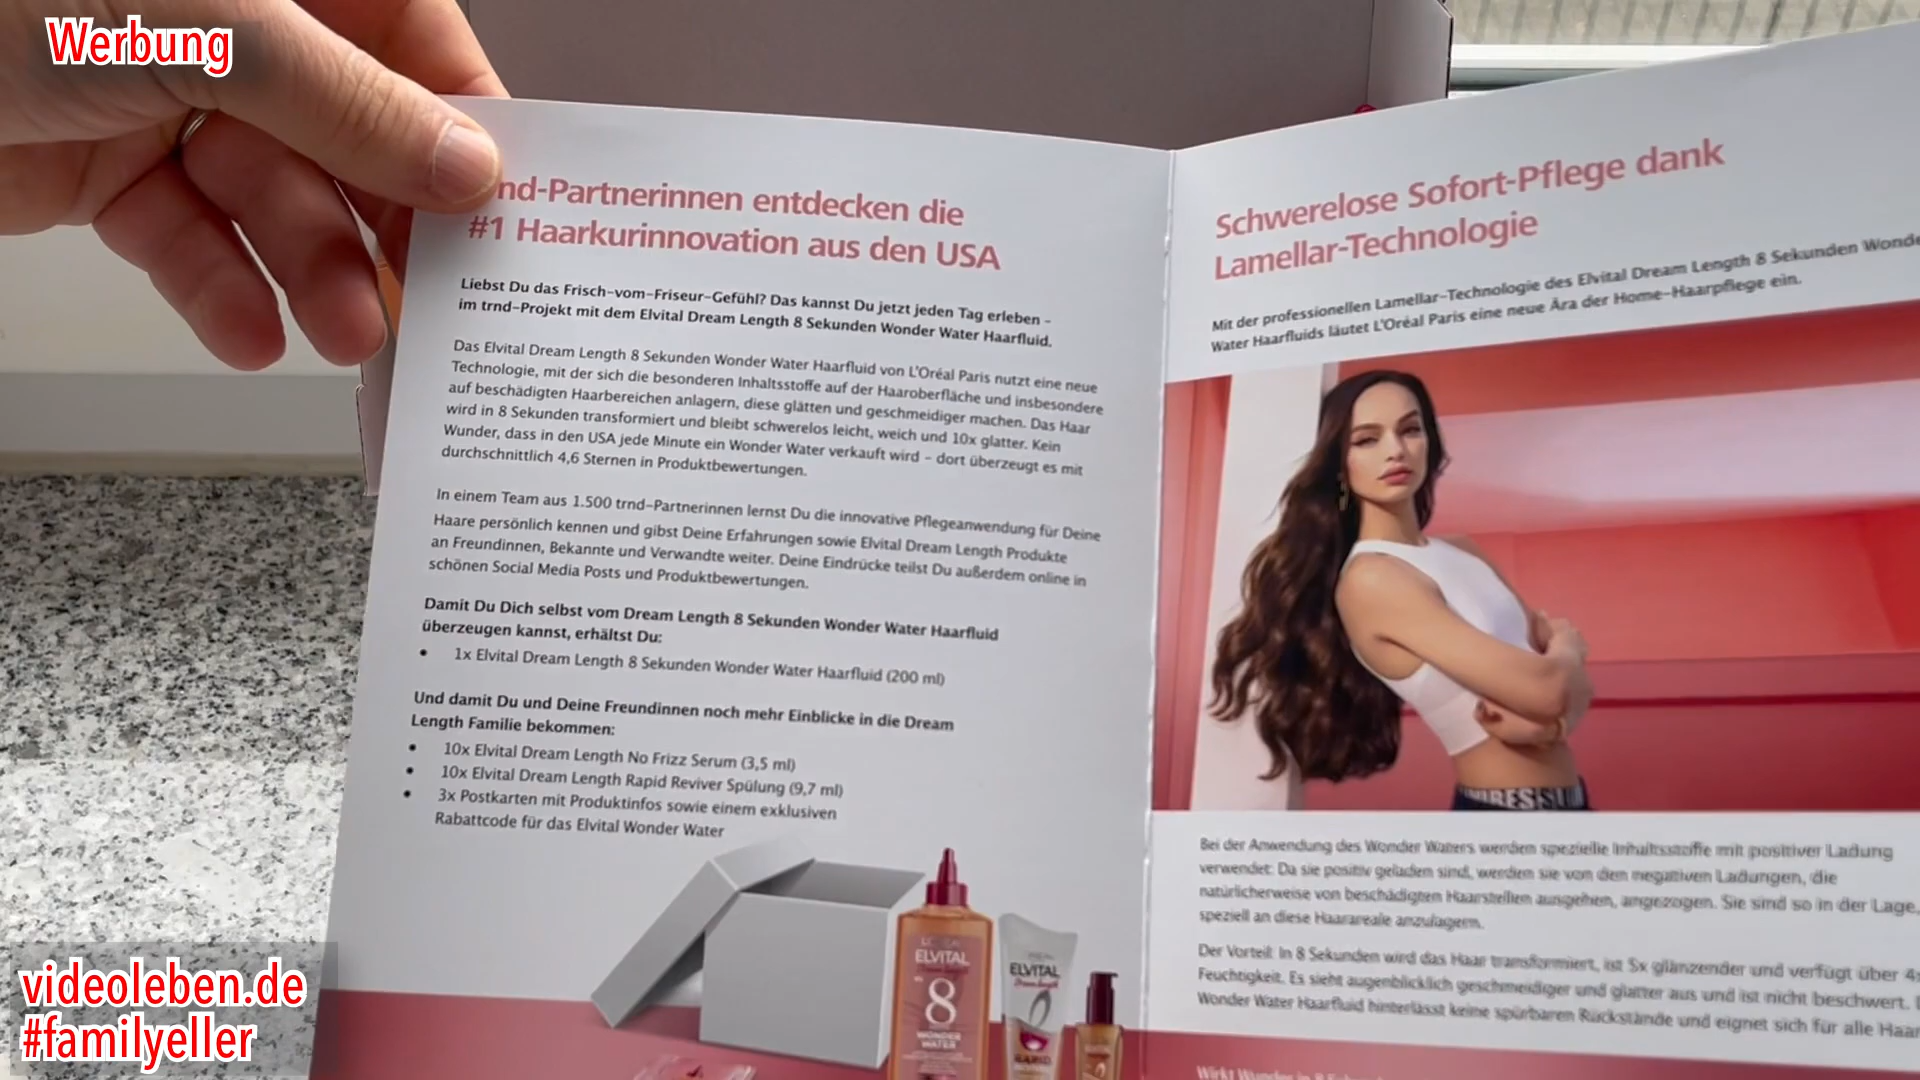 Werbung
nd-Partnerinnen entdecken die
#1 Haarkurinnovation aus den USA
Liebst Du das Frisch-vom-Friseur-Gefühl? Das kannst Du jetzt jeden Tag erleben –
im trnd-Projekt mit dem Elvital Dream Length 8 Sekunden Wonder Water Haarfluid.
Das Elvital Dream Length 8 Sekunden Wonder Water Haarfluid von L'Oréal Paris nutzt eine neue
Technologie, mit der sich die besonderen Inhaltsstoffe auf der Haaroberfläche und insbesondere
auf beschädigten Haarbereichen anlagern, diese glätten und geschmeidiger machen. Das Haar
wird in 8 Sekunden transformiert und bleibt schwerelos leicht, weich und 10x glatter. Kein
Wunder, dass in den USA jede Minute ein Wonder Water verkauft wird – dort überzeugt es mit
durchschnittlich 4,6 Sternen in Produktbewertungen.
In einem Team aus 1.500 trnd-Partnerinnen lernst Du die innovative Pflegeanwendung für Deine
Haare persönlich kennen und gibst Deine Erfahrungen sowie Elvital Dream Length Produkte
an Freundinnen, Bekannte und Verwandte weiter. Deine Eindrücke teilst Du außerdem online in
schönen Social Media Posts und Produktbewertungen.
Damit Du Dich selbst vom Dream Length 8 Sekunden Wonder Water Haarfluid
überzeugen kannst, erhältst Du:
• 1x Elvital Dream Length 8 Sekunden Wonder Water Haarfluid (200 ml)
Und damit Du und Deine Freundinnen noch mehr Einblicke in die Dream
Length Familie bekommen:
• 10x Elvital Dream Length No Frizz Serum (3,5 ml)
• 10x Elvital Dream Length Rapid Reviver Spülung (9,7 ml)
• 3x Postkarten mit Produktinfos sowie einem exklusiven
Rabattcode für das Elvital Wonder Water
ELVITAL
8
WONDER
WATER
ELVITAL
RAPID
Schwerelose Sofort-Pflege dank
Lamellar-Technologie
Mit der professionellen Lamellar-Technologie des Elvital Dream Length 8 Sekunden Wonde
Water Haarfluids läutet L'Oréal Paris eine neue Ära der Home-Haarpflege ein.
Bei der Anwendung des Wonder Waters werden spezielle Inhaltsstoffe mit positiver Ladung
verwendet: Da sie positiv geladen sind, werden sie von den negativen Ladungen, die
natürlicherweise von beschädigten Haarstellen ausgehen, angezogen. Sie sind so in der Lage,
speziell an diese Haarareale anzulagern.
Der Vorteil: In 8 Sekunden wird das Haar transformiert, ist 5x glänzender und verfügt über 4x
Feuchtigkeit. Es sieht augenblicklich geschmeidiger und glatter aus und ist nicht beschwert.
Wonder Water Haarfluid hinterlässt keine spürbaren Rückstände und eignet sich für alle Haar
videoleben.de
#familyeller